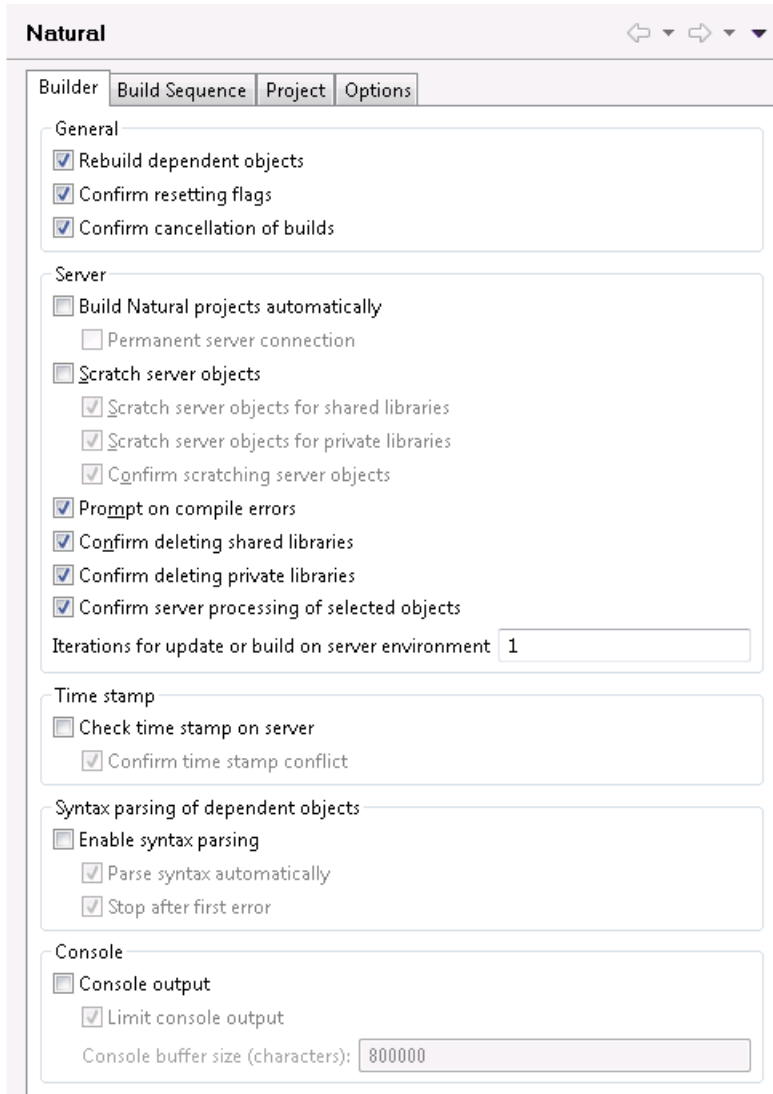 Natural
Builder Build Sequence Project Options
General
Rebuild dependent objects
Confirm resetting flags
Confirm cancellation of builds
Server
Build Natural projects automatically
Permanent server connection
Scratch server objects
Scratch server objects for shared libraries
Scratch server objects for private libraries
Confirm scratching server objects
Prompt on compile errors
Confirm deleting shared libraries
Confirm deleting private libraries
Confirm server processing of selected objects
Iterations for update or build on server environment 1
Time stamp
Check time stamp on server
Confirm time stamp conflict
Syntax parsing of dependent objects
Enable syntax parsing
Parse syntax automatically
Stop after first error
Console
Console output
Limit console output
Console buffer size (characters): 800000